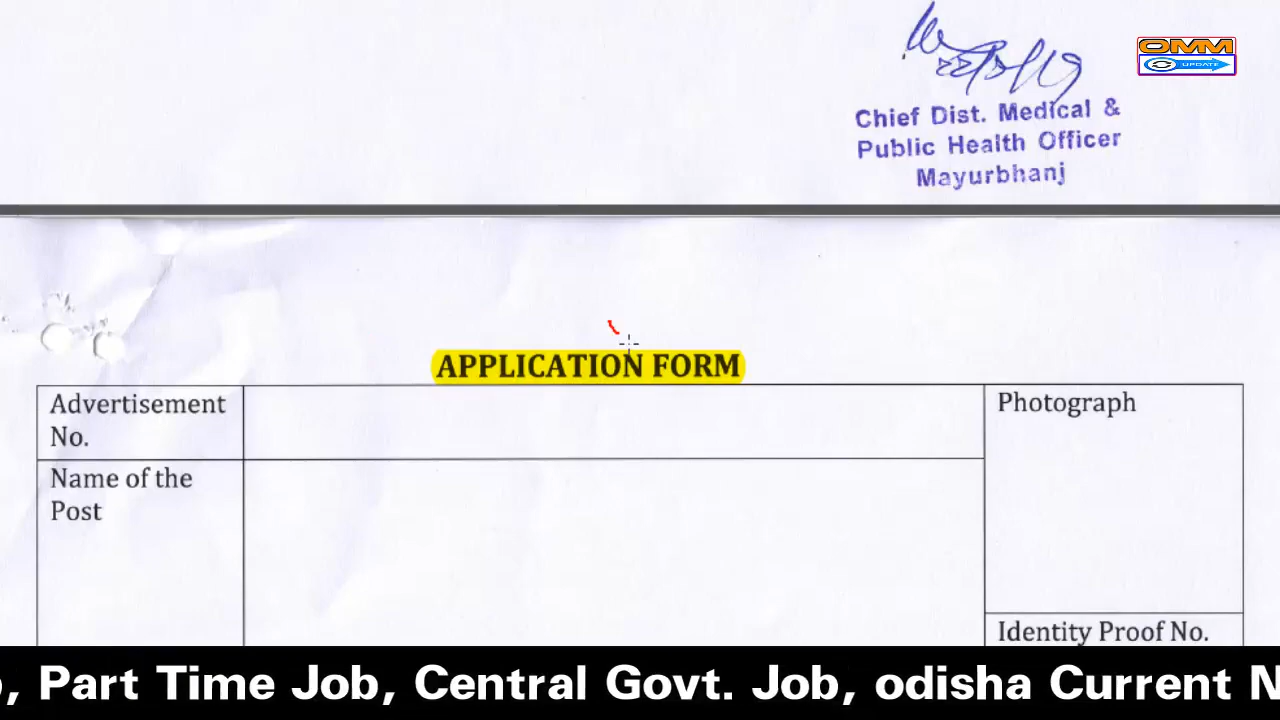 OMM
UPDATE
Chief Dist. Medical &
Public Health Officer
Mayurbhanj
APPLICATION FORM
Advertisement
No.
Photograph
Name of the
Post
Identity Proof No.
, Part Time Job, Central Govt. Job, odisha Current N